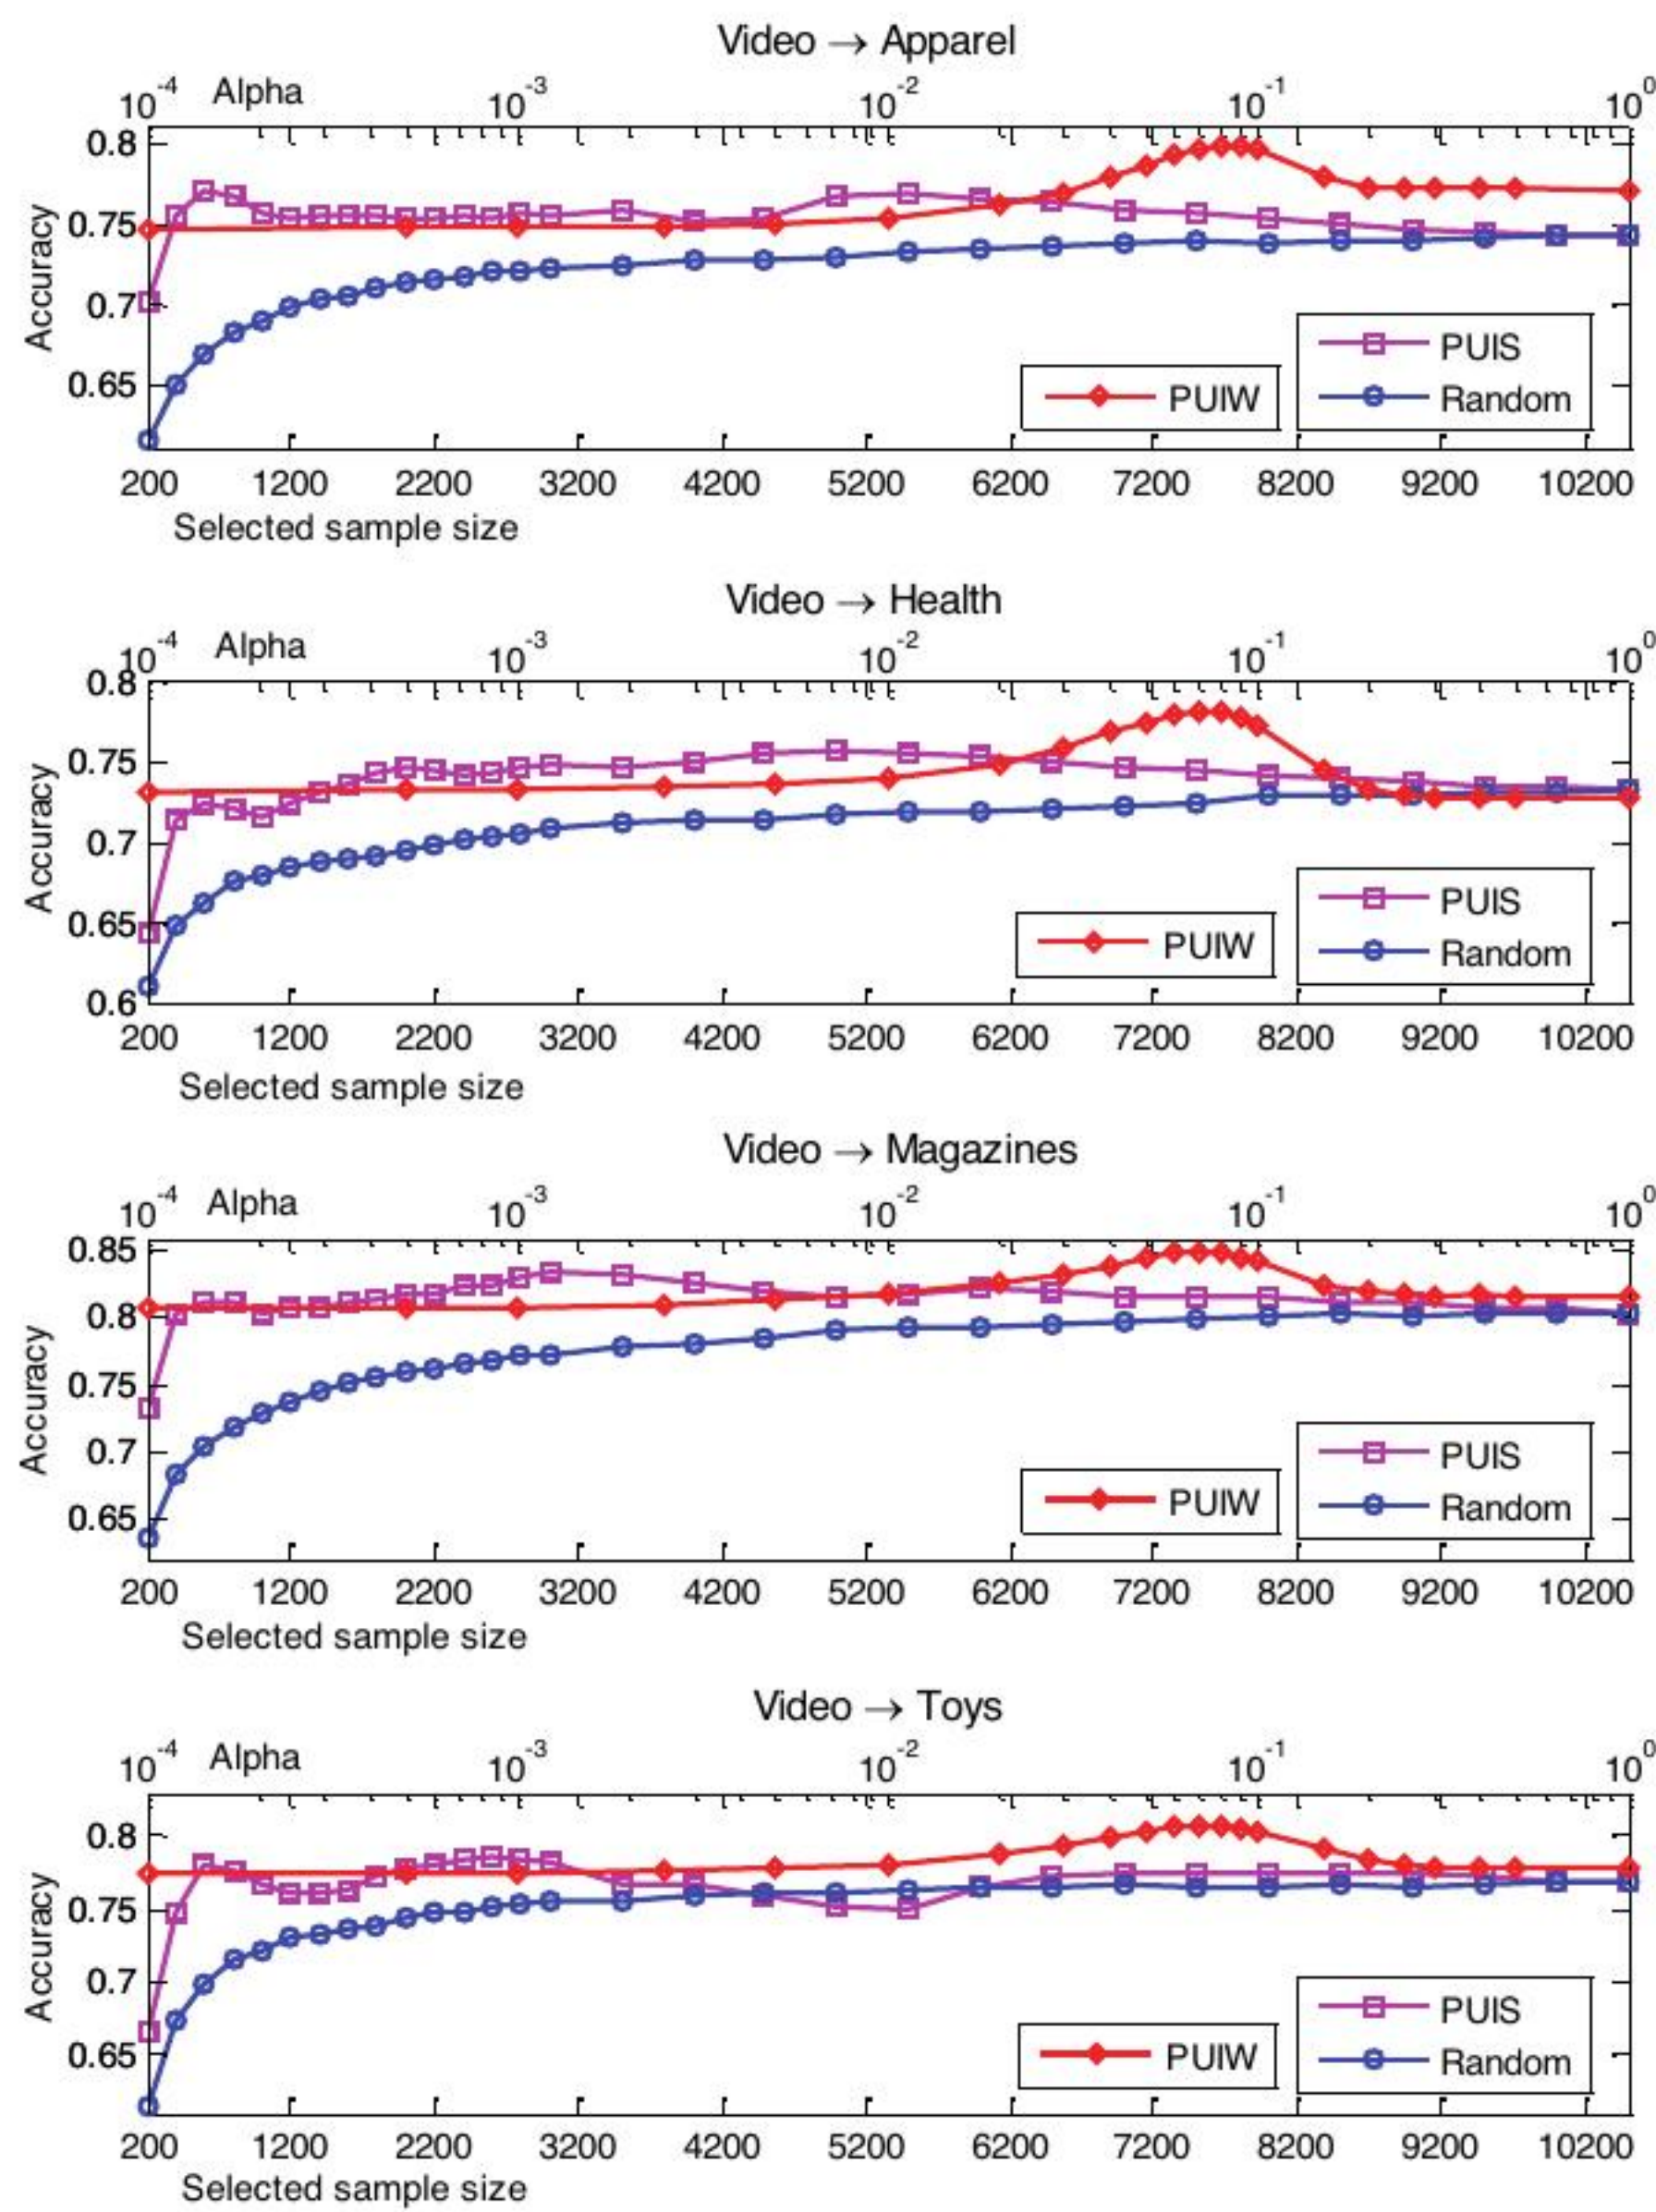 Video → Apparel
10^-4 Alpha 10^-3 10^-2 10^-1 10^0
0.8
0.75
0.7
0.65
Accuracy
PUIS
PUIW
Random
200 1200 2200 3200 4200 5200 6200 7200 8200 9200 10200
Selected sample size
Video → Health
10^-4 Alpha 10^-3 10^-2 10^-1 10^0
0.8
0.75
0.7
0.65
0.6
Accuracy
PUIS
PUIW
Random
200 1200 2200 3200 4200 5200 6200 7200 8200 9200 10200
Selected sample size
Video → Magazines
10^-4 Alpha 10^-3 10^-2 10^-1 10^0
0.85
0.8
0.75
0.7
0.65
Accuracy
PUIS
PUIW
Random
200 1200 2200 3200 4200 5200 6200 7200 8200 9200 10200
Selected sample size
Video → Toys
10^-4 Alpha 10^-3 10^-2 10^-1 10^0
0.8
0.75
0.7
0.65
Accuracy
PUIS
PUIW
Random
200 1200 2200 3200 4200 5200 6200 7200 8200 9200 10200
Selected sample size